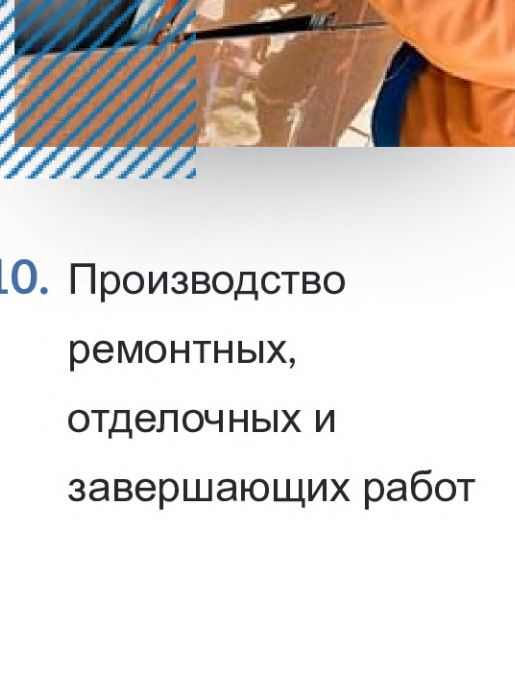 10. Производство
ремонтных,
отделочных и
завершающих работ